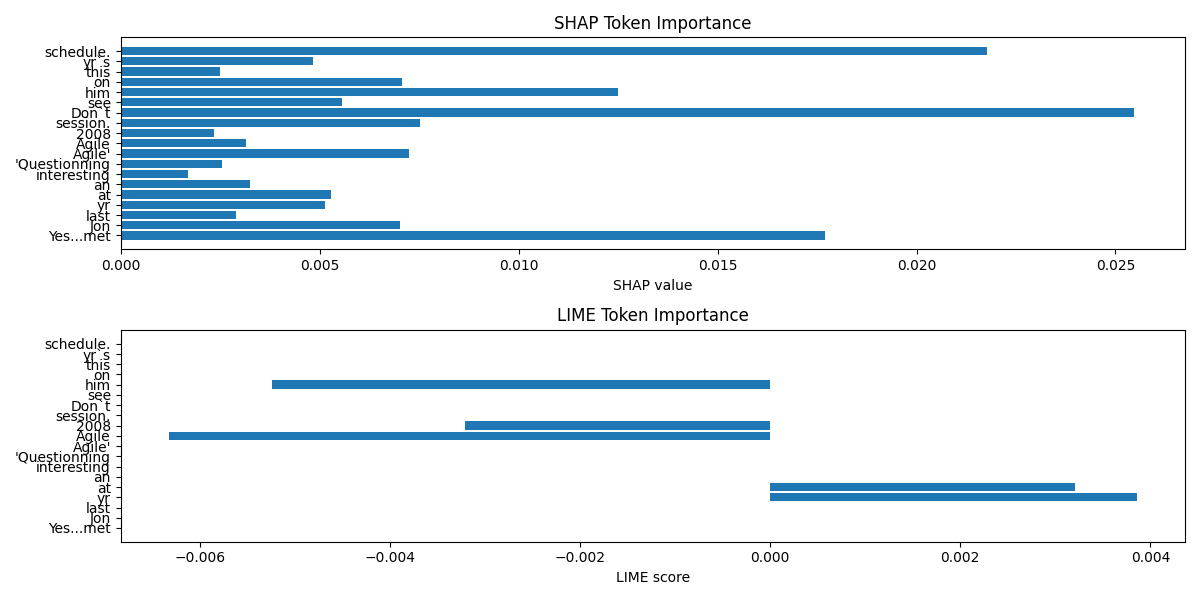 SHAP Token Importance
schedule.
yr`s
this
on
him
see
Don`t
session.
2008
Agile
Agile'
'Questionning
interesting
an
at
yr
last
Jon
Yes...met
0.000 0.005 0.010 0.015 0.020 0.025
SHAP value
LIME Token Importance
schedule.
yr`s
this
on
him
see
Don`t
session.
2008
Agile
Agile'
'Questionning
interesting
an
at
yr
last
Jon
Yes...met
−0.006 −0.004 −0.002 0.000 0.002 0.004
LIME score